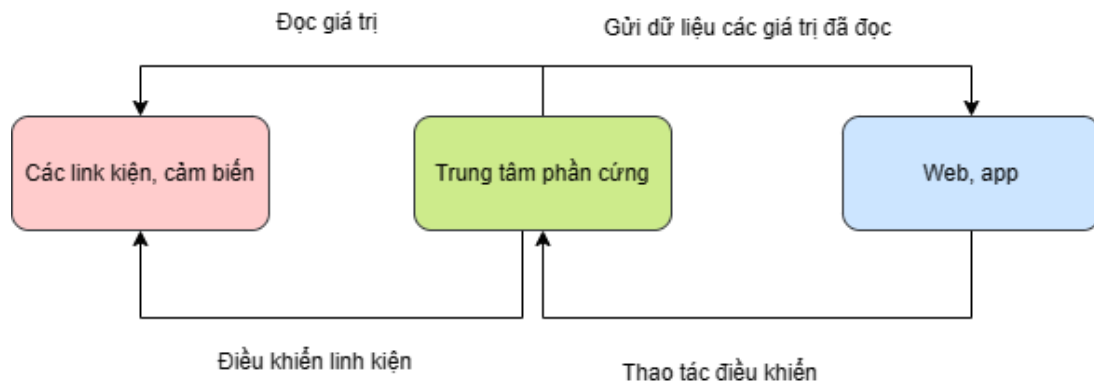 Đọc giá trị
Gửi dữ liệu các giá trị đã đọc
Các link kiện, cảm biến
Trung tâm phần cứng
Web, app
Điều khiển linh kiện
Thao tác điều khiển